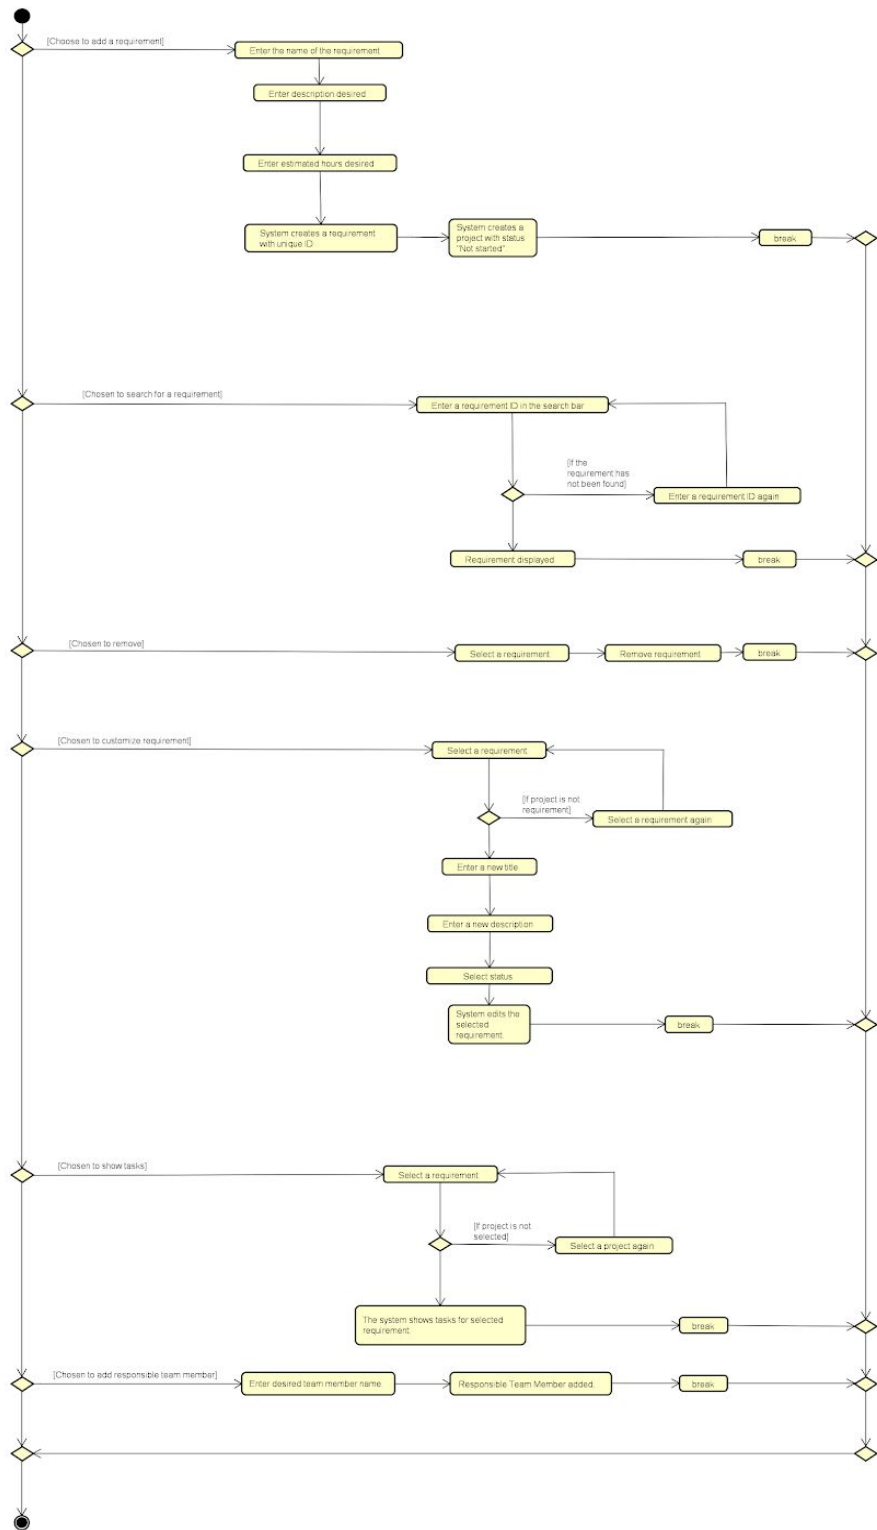 [Choose to add a requirement]
Enter the name of the requirement
Enter description desired
Enter estimated hours desired
System creates a requirement
with unique ID
System creates a
project with status
"Not started"
break
[Chosen to search for a requirement]
Enter a requirement ID in the search bar
[If the
requirement has
not been found]
Enter a requirement ID again
Requirement displayed
break
[Chosen to remove]
Select a requirement
Remove requirement
break
[Chosen to customize requirement]
Select a requirement
[If project is not
requirement]
Select a requirement again
Enter a new title
Enter a new description
Select status
System edits the
selected
requirement.
break
[Chosen to show tasks]
Select a requirement
[If project is not
selected]
Select a project again
The system shows tasks for selected
requirement.
break
[Chosen to add responsible team member]
Enter desired team member name.
Responsible Team Member added.
break